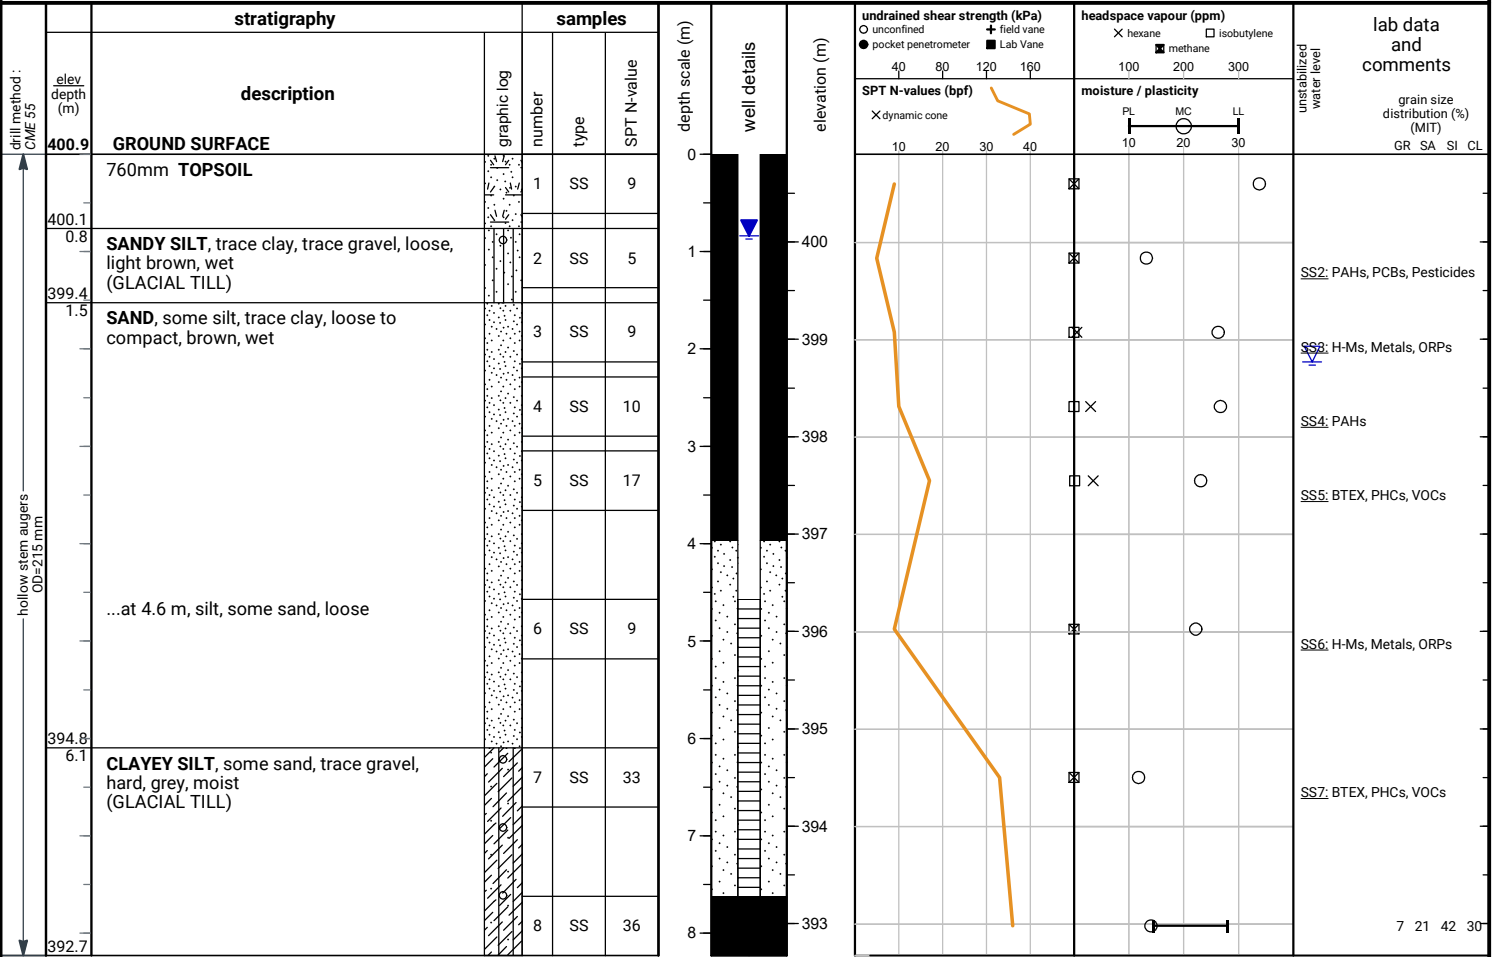 stratigraphy
samples
drill method :
CME 55
elev
depth
(m)
description
graphic log
number
type
SPT N-value
depth scale (m)
well details
elevation (m)
undrained shear strength (kPa)
unconfined
field vane
pocket penetrometer
Lab Vane
40 80 120 160
SPT N-values (bpf)
dynamic cone
10 20 30 40
headspace vapour (ppm)
hexane
isobutylene
methane
100 200 300
moisture / plasticity
PL MC LL
10 20 30
unstabilized
water level
lab data
and
comments
grain size
distribution (%)
(MIT)
GR SA SI CL
400.9 GROUND SURFACE
760mm TOPSOIL
1 SS 9
400.1
0.8
SANDY SILT, trace clay, trace gravel, loose,
light brown, wet
(GLACIAL TILL)
2 SS 5
SS2: PAHs, PCBs, Pesticides
399.4
1.5
SAND, some silt, trace clay, loose to
compact, brown, wet
3 SS 9
SS3: H-Ms, Metals, ORPs
4 SS 10
SS4: PAHs
5 SS 17
SS5: BTEX, PHCs, VOCs
...at 4.6 m, silt, some sand, loose
6 SS 9
SS6: H-Ms, Metals, ORPs
394.8
6.1
CLAYEY SILT, some sand, trace gravel,
hard, grey, moist
(GLACIAL TILL)
7 SS 33
SS7: BTEX, PHCs, VOCs
8 SS 36
7 21 42 30
392.7
hollow stem augers
OD=215 mm
0
1
2
3
4
5
6
7
8
400
399
398
397
396
395
394
393